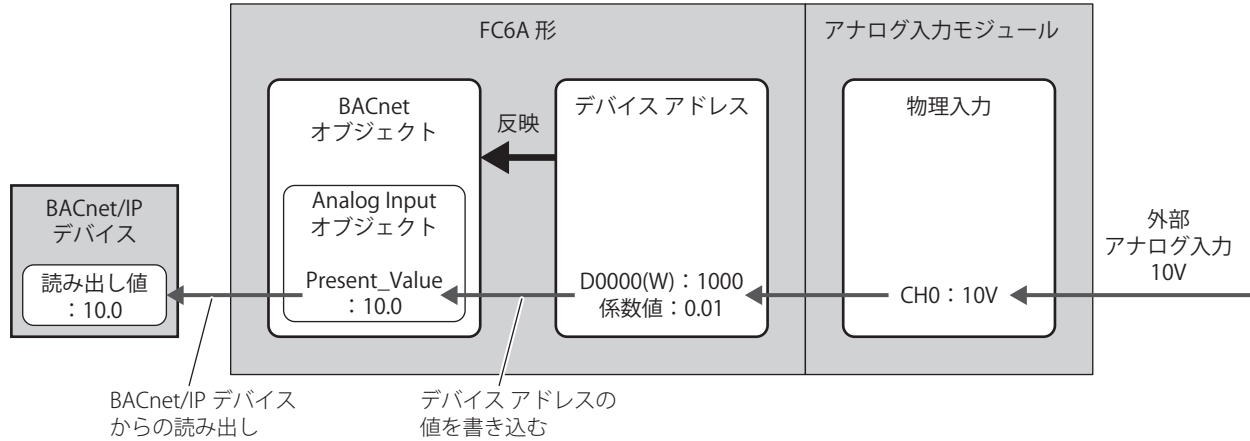 FC6A 形
アナログ入力モジュール
BACnet
オブジェクト
反映
デバイス アドレス
物理入力
Analog Input
オブジェクト
Present_Value
：10.0
D0000(W)：1000
係数値：0.01
CH0：10V
外部
アナログ入力
10V
BACnet/IP
デバイス
読み出し値
：10.0
BACnet/IP デバイス
からの読み出し
デバイス アドレスの
値を書き込む